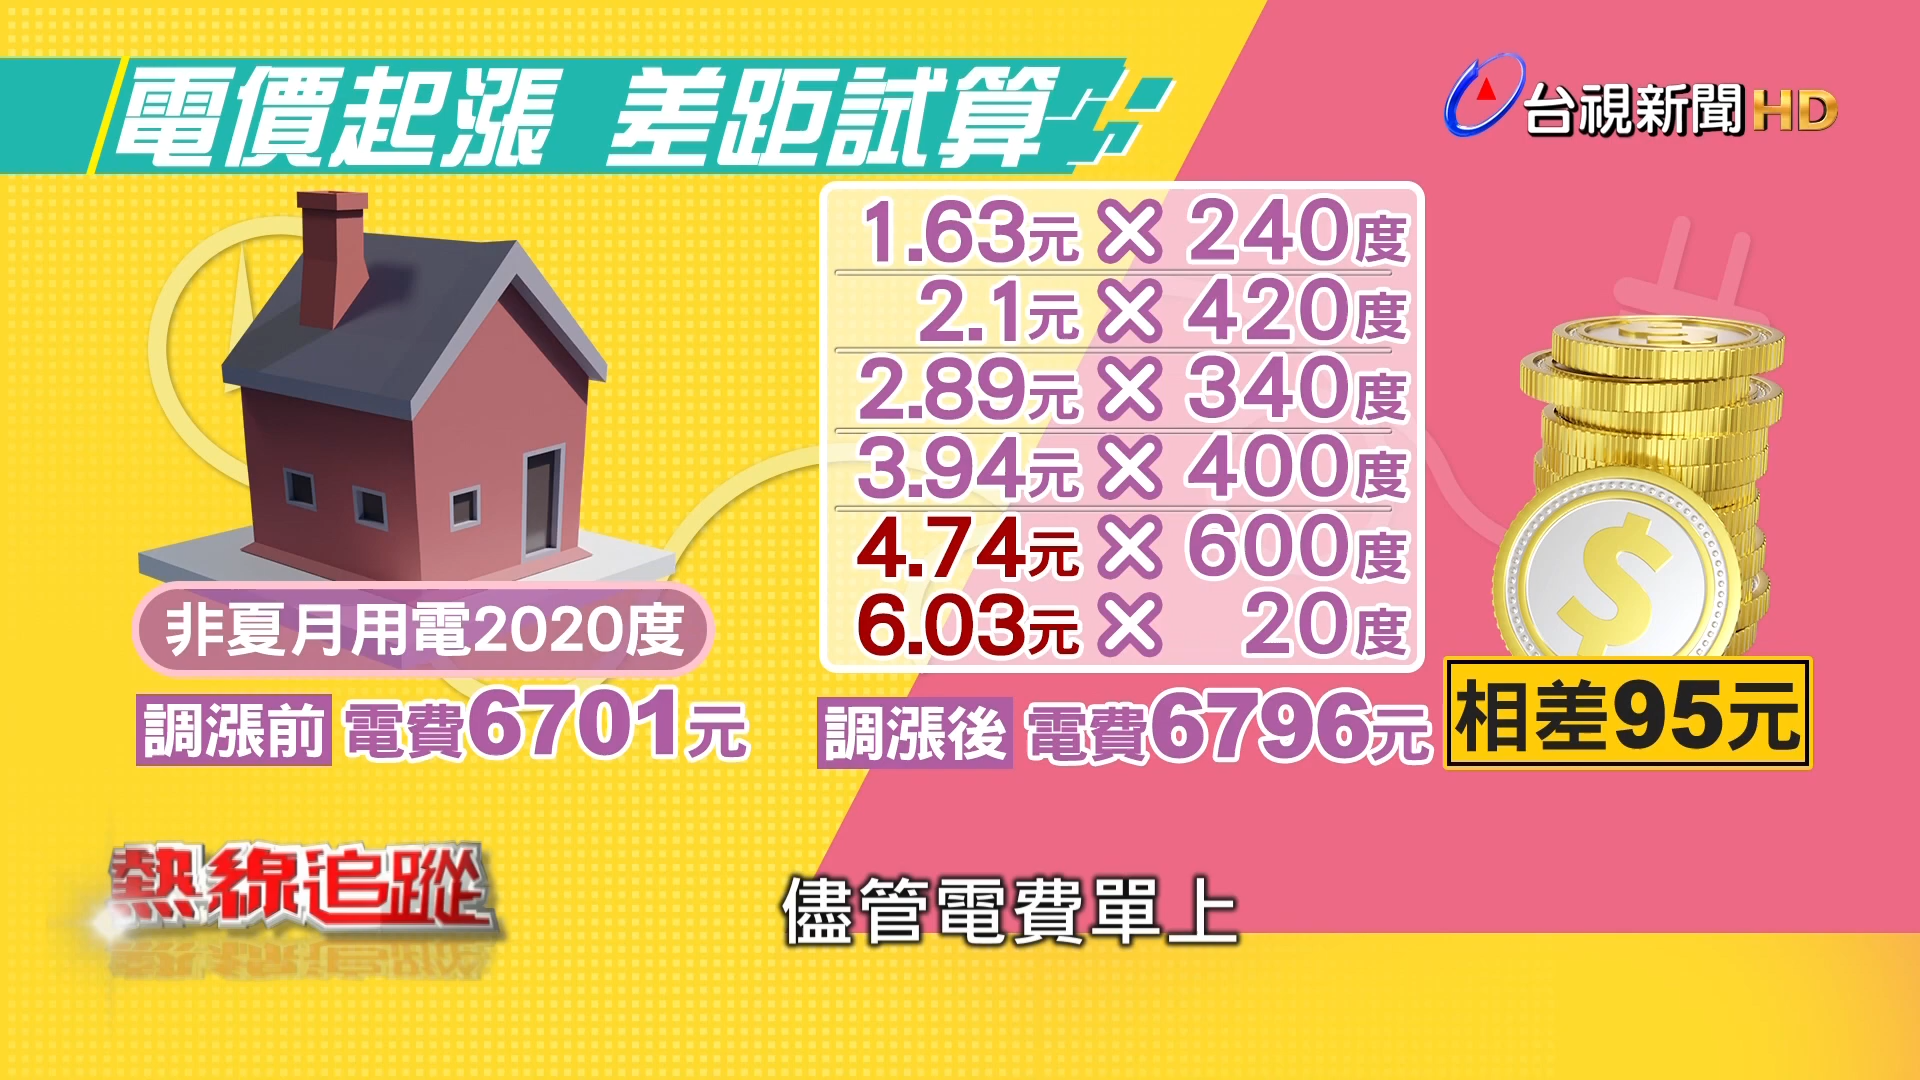 電價起漲 差距試算
台視新聞HD
1.63元×240度
2.1元×420度
2.89元×340度
3.94元×400度
4.74元×600度
6.03元×20度
非夏月用電2020度
調漲前 電費6701元
調漲後 電費6796元
相差95元
熱線追蹤
儘管電費單上